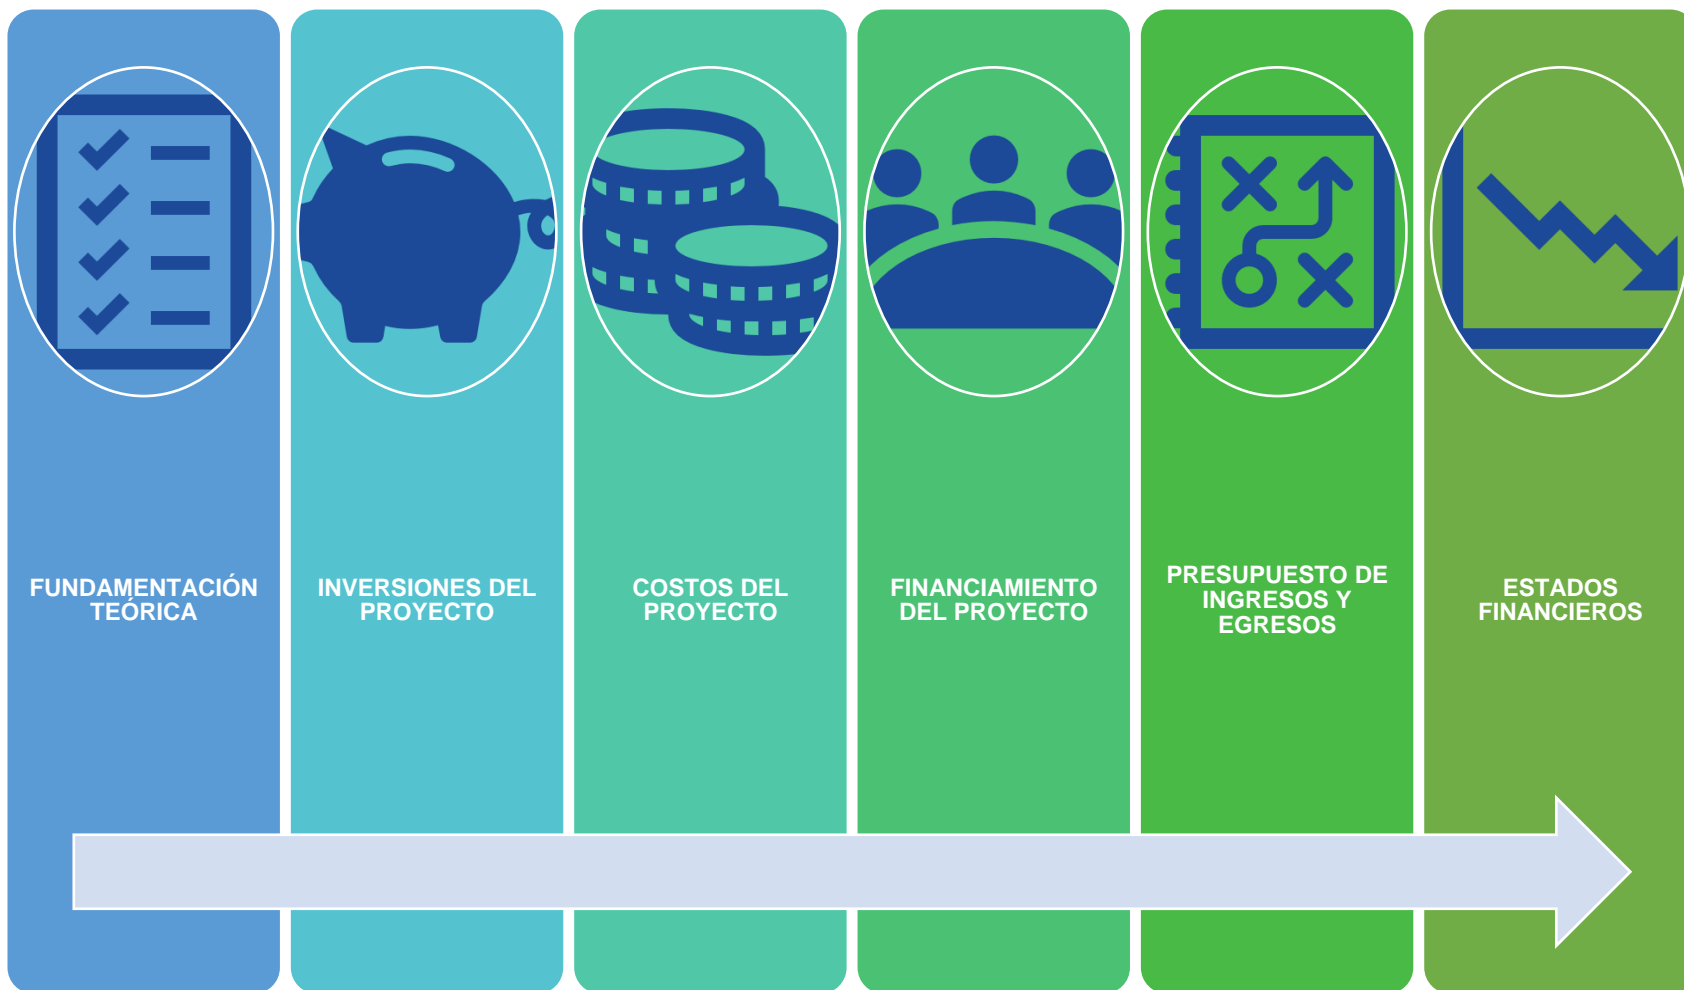 FUNDAMENTACIÓN
TEÓRICA
INVERSIONES DEL
PROYECTO
COSTOS DEL
PROYECTO
FINANCIAMIENTO
DEL PROYECTO
PRESUPUESTO DE
INGRESOS Y
EGRESOS
ESTADOS
FINANCIEROS